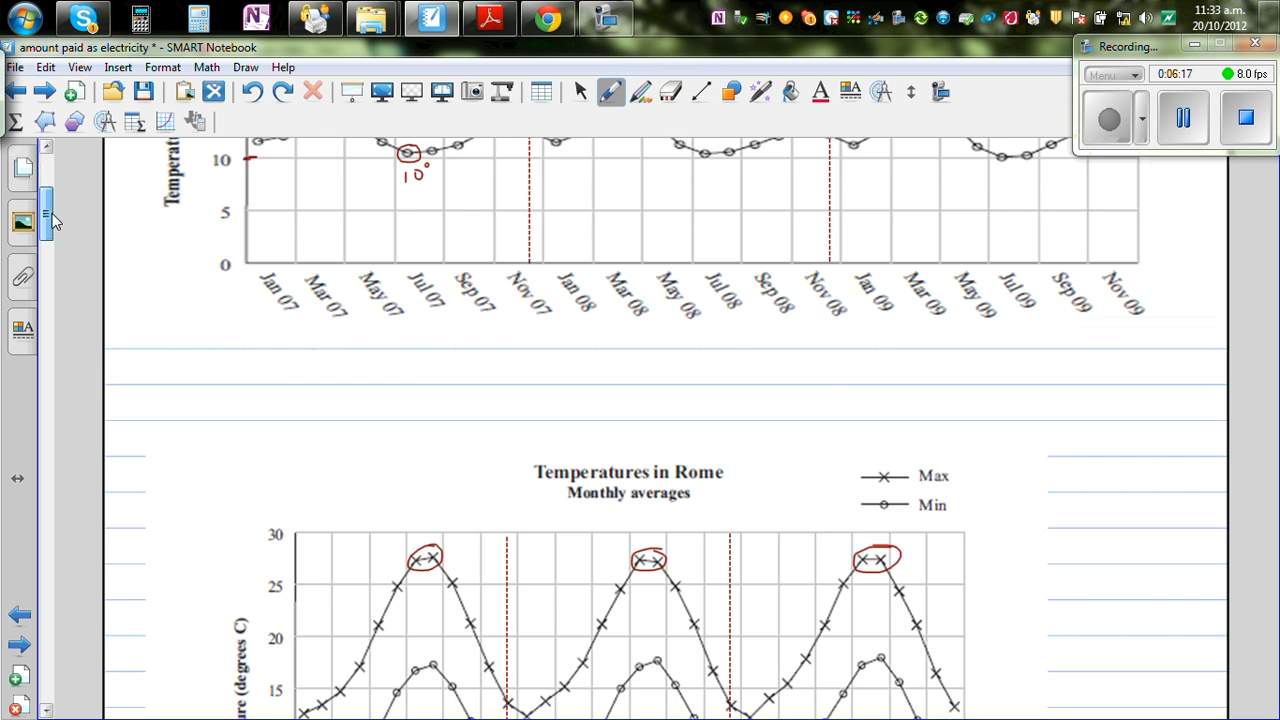 11:33 a.m.
20/10/2012
amount paid as electricity * - SMART Notebook
Recording...
File Edit View Insert Format Math Draw Help
Menu 0:06:17 8.0 fps
Temperatu
10
10°
5
0
Jan 07 Mar 07 May 07 Jul 07 Sep 07 Nov 07 Jan 08 Mar 08 May 08 Jul 08 Sep 08 Nov 08 Jan 09 Mar 09 May 09 Jul 09 Sep 09 Nov 09
Temperatures in Rome
Monthly averages
Max
Min
30
25
20
15
ure (degrees C)